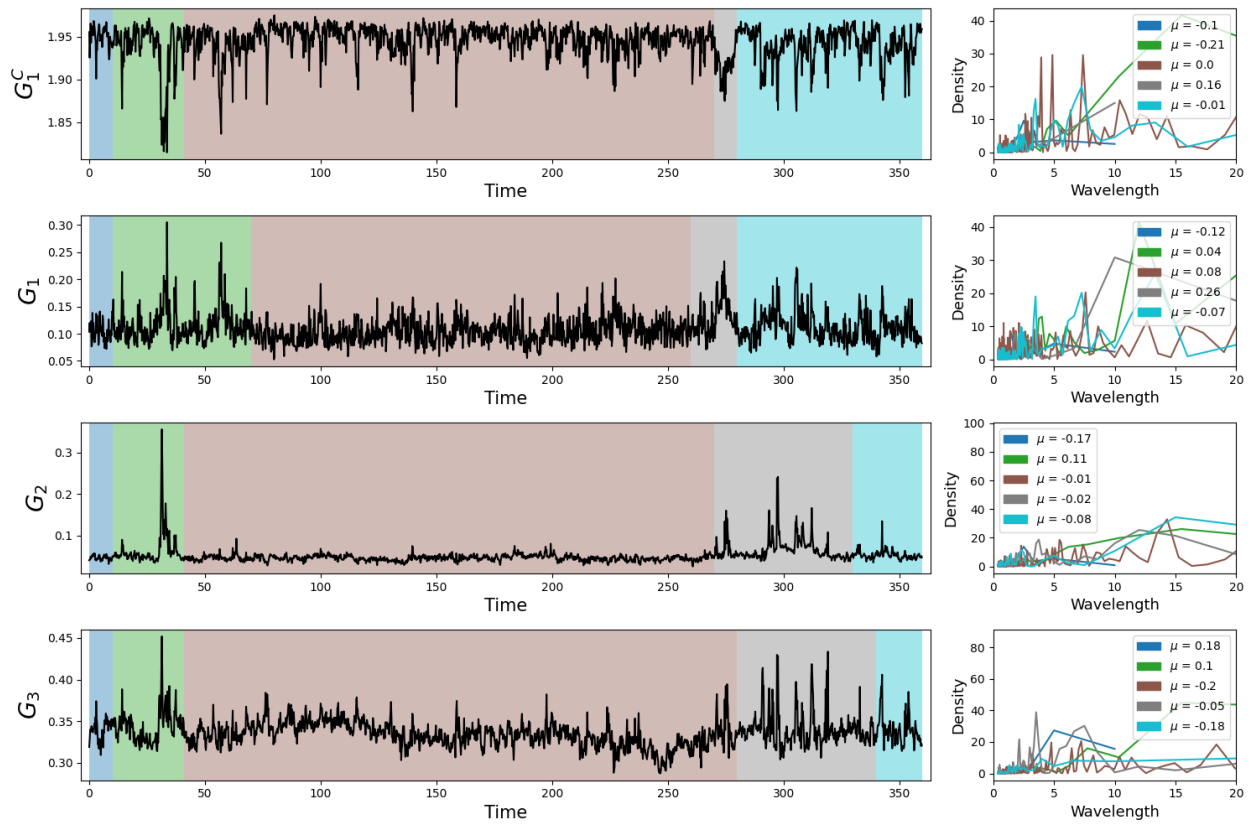 G₁ᶜ
1.95
1.90
1.85
0 50 100 150 200 250 300 350
Time
Density
40
30
20
10
0
μ = -0.1
μ = -0.21
μ = 0.0
μ = 0.16
μ = -0.01
0 5 10 15 20
Wavelength
G₁
0.30
0.25
0.20
0.15
0.10
0.05
0 50 100 150 200 250 300 350
Time
Density
40
30
20
10
0
μ = -0.12
μ = 0.04
μ = 0.08
μ = 0.26
μ = -0.07
0 5 10 15 20
Wavelength
G₂
0.3
0.2
0.1
0 50 100 150 200 250 300 350
Time
Density
100
80
60
40
20
0
μ = -0.17
μ = 0.11
μ = -0.01
μ = -0.02
μ = -0.08
0 5 10 15 20
Wavelength
G₃
0.45
0.40
0.35
0.30
0 50 100 150 200 250 300 350
Time
Density
80
60
40
20
0
μ = 0.18
μ = 0.1
μ = -0.2
μ = -0.05
μ = -0.18
0 5 10 15 20
Wavelength